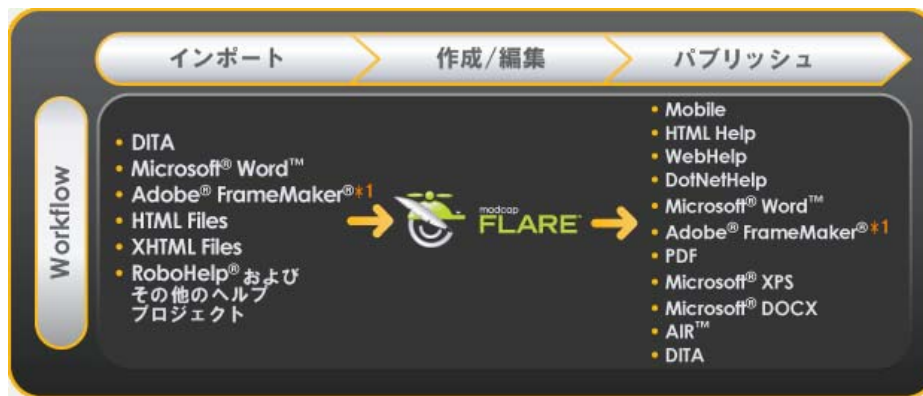 インポート
作成/編集
パブリッシュ
Workflow
• DITA
• Microsoft® Word™
• Adobe® FrameMaker®*1
• HTML Files
• XHTML Files
• RoboHelp® および
その他のヘルプ
プロジェクト
madcap
FLARE™
• Mobile
• HTML Help
• WebHelp
• DotNetHelp
• Microsoft® Word™
• Adobe® FrameMaker®*1
• PDF
• Microsoft® XPS
• Microsoft® DOCX
• AIR™
• DITA